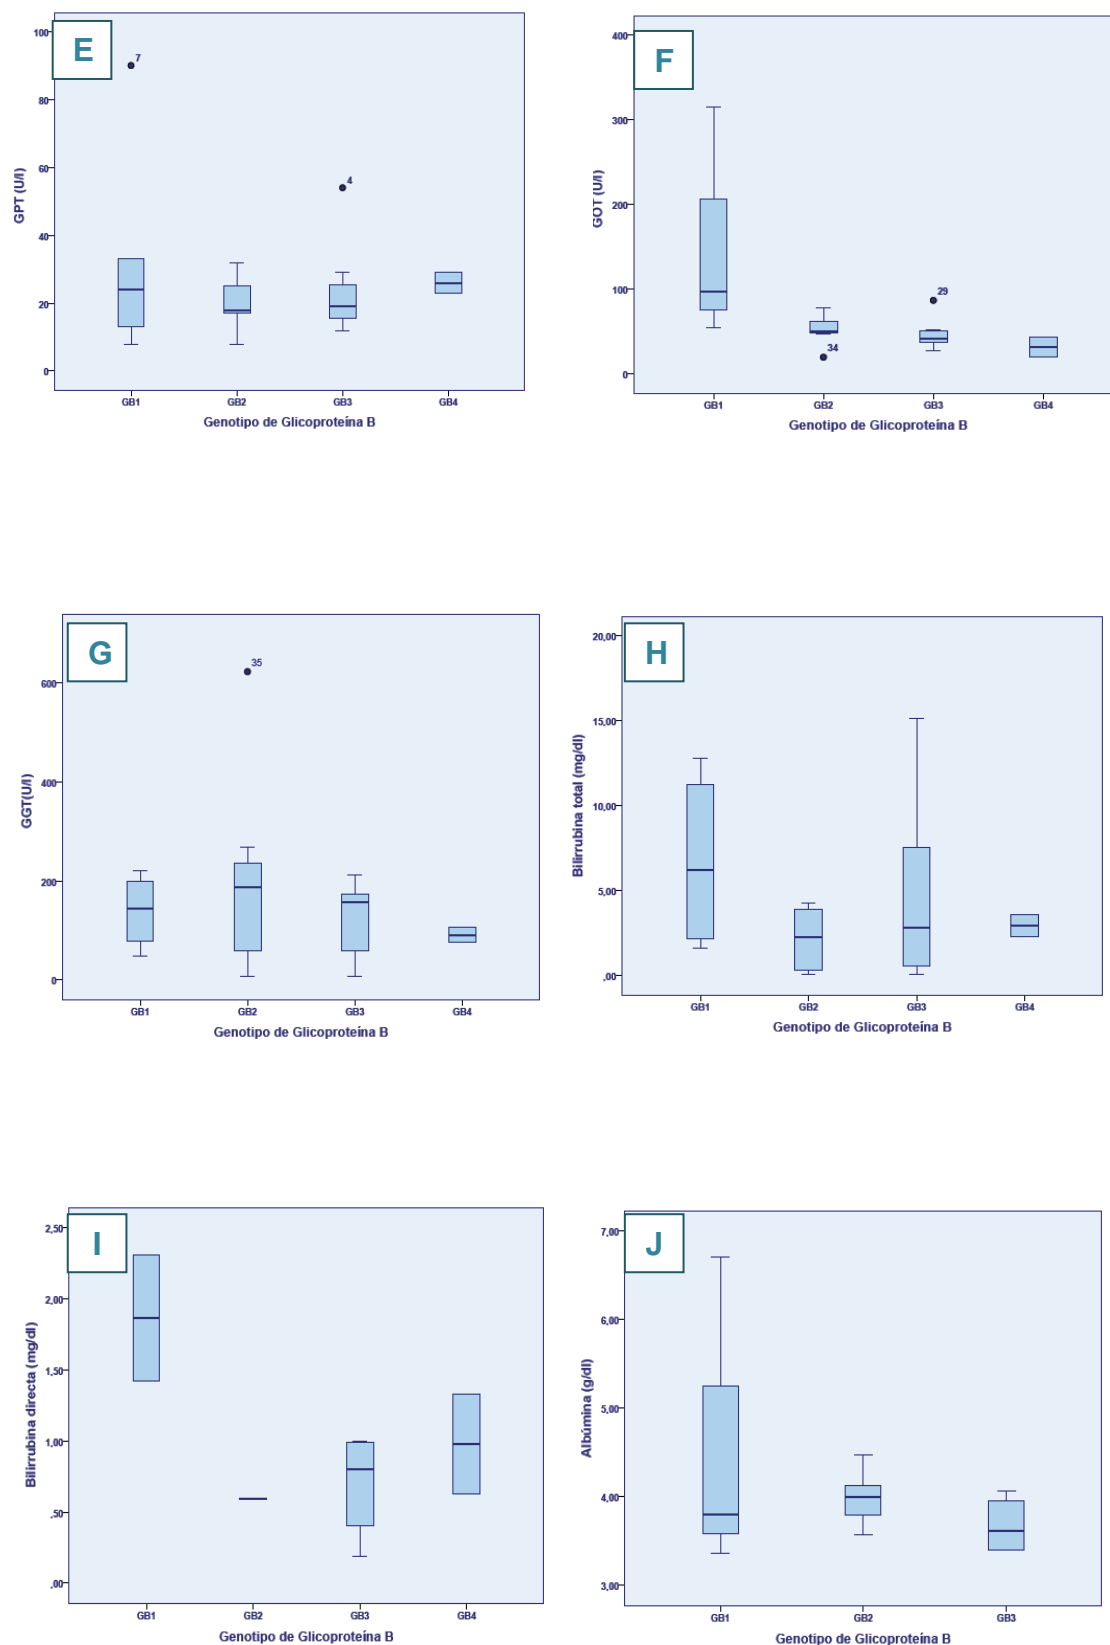 E
GPT (U/l)
100
80
60
40
20
0
7
4
GB1 GB2 GB3 GB4
Genotipo de Glicoproteína B
F
GOT (U/l)
400
300
200
100
0
34
29
GB1 GB2 GB3 GB4
Genotipo de Glicoproteína B
G
GGT(U/l)
600
400
200
0
35
GB1 GB2 GB3 GB4
Genotipo de Glicoproteína B
H
Bilirrubina total (mg/dl)
20,00
15,00
10,00
5,00
,00
GB1 GB2 GB3 GB4
Genotipo de Glicoproteína B
I
Bilirrubina directa (mg/dl)
2,50
2,00
1,50
1,00
,50
,00
GB1 GB2 GB3 GB4
Genotipo de Glicoproteína B
J
Albúmina (g/dl)
7,00
6,00
5,00
4,00
3,00
GB1 GB2 GB3
Genotipo de Glicoproteína B